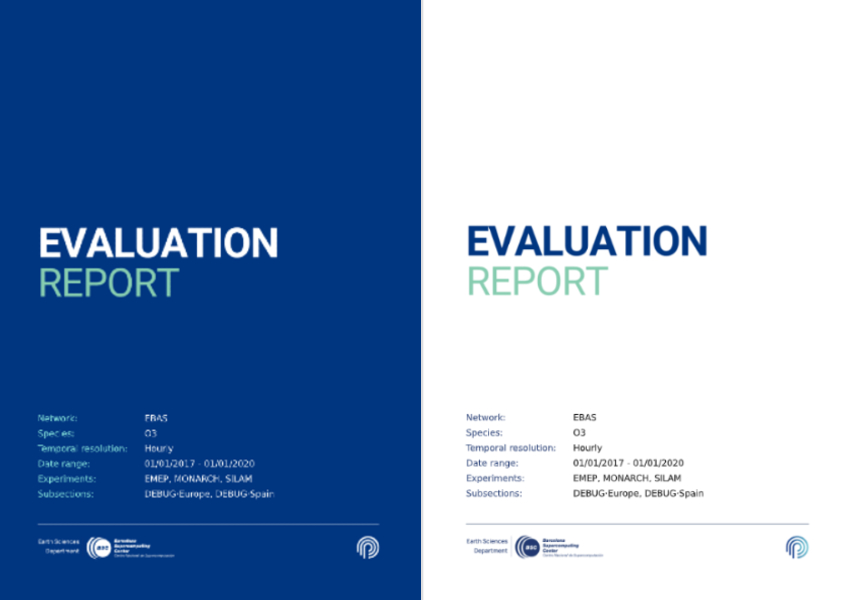 EVALUATION
REPORT
Network: EBAS
Species: O3
Temporal resolution: Hourly
Date range: 01/01/2017 - 01/01/2020
Experiments: EMEP, MONARCH, SILAM
Subsections: DEBUG-Europe, DEBUG-Spain
Earth Sciences
Department
BSC
Barcelona
Supercomputing
Center
Centro Nacional de Supercomputación
EVALUATION
REPORT
Network: EBAS
Species: O3
Temporal resolution: Hourly
Date range: 01/01/2017 - 01/01/2020
Experiments: EMEP, MONARCH, SILAM
Subsections: DEBUG-Europe, DEBUG-Spain
Earth Sciences
Department
BSC
Barcelona
Supercomputing
Center
Centro Nacional de Supercomputación